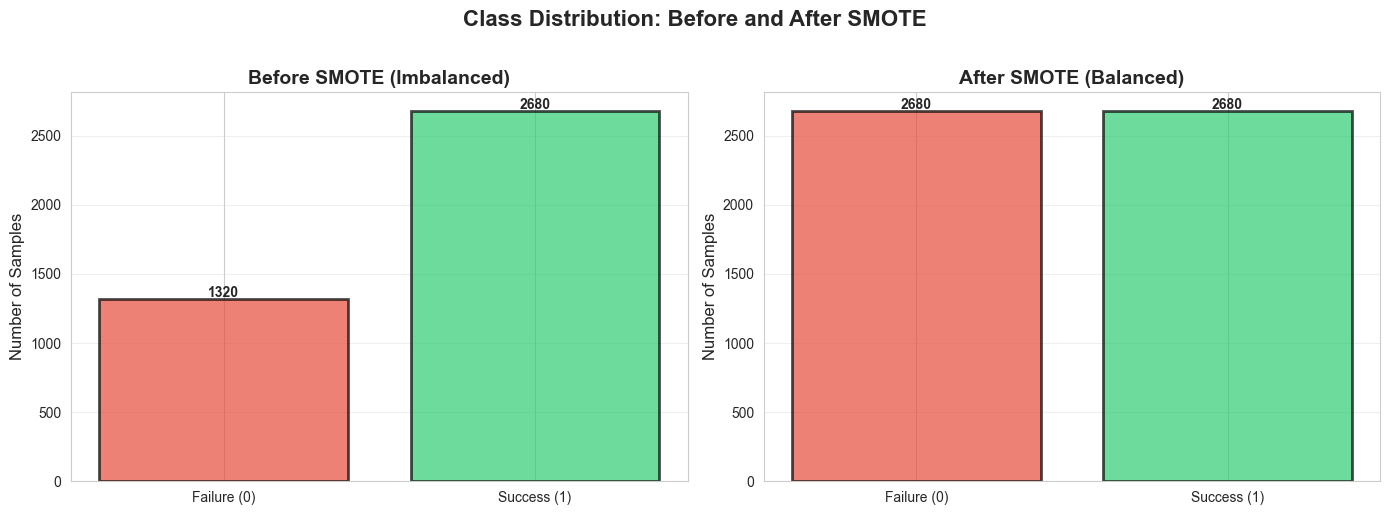 Class Distribution: Before and After SMOTE
Before SMOTE (Imbalanced)
Number of Samples
2500
2000
1500
1000
500
0
1320
2680
Failure (0)
Success (1)
After SMOTE (Balanced)
Number of Samples
2500
2000
1500
1000
500
0
2680
2680
Failure (0)
Success (1)